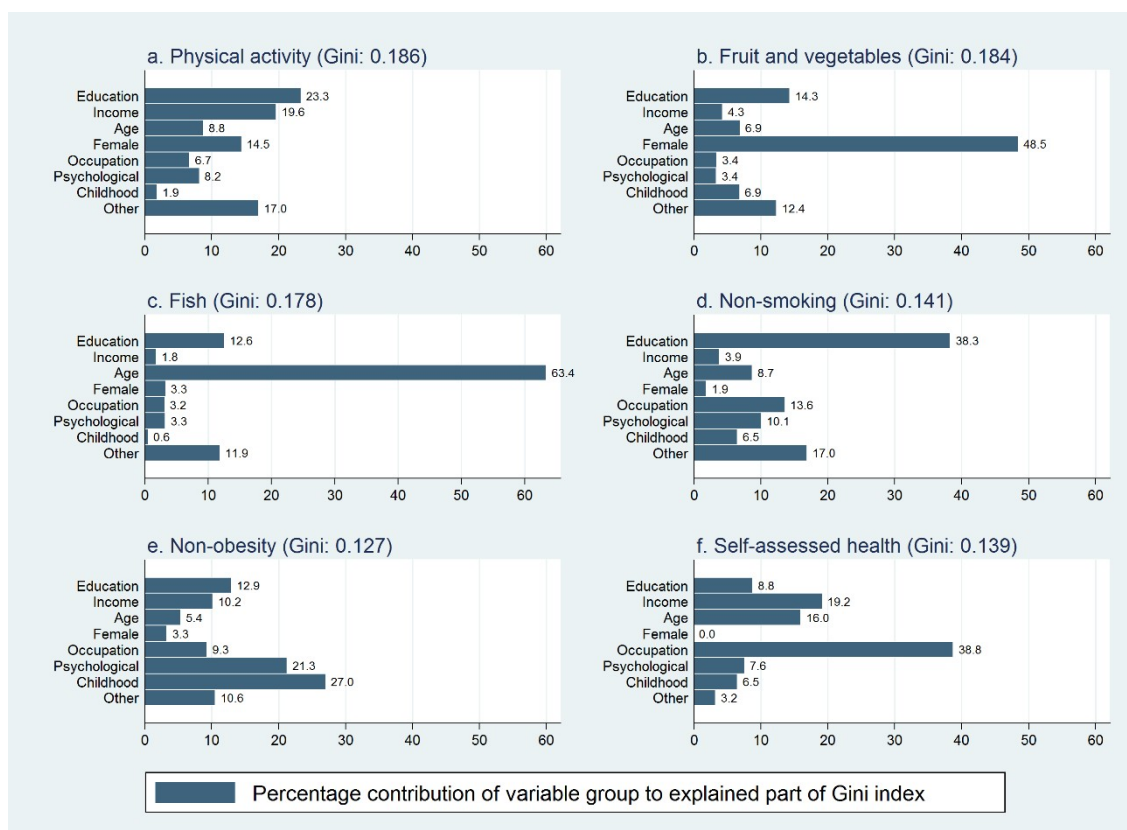 a. Physical activity (Gini: 0.186)
Education 23.3
Income 19.6
Age 8.8
Female 14.5
Occupation 6.7
Psychological 8.2
Childhood 1.9
Other 17.0
0 10 20 30 40 50 60
b. Fruit and vegetables (Gini: 0.184)
Education 14.3
Income 4.3
Age 6.9
Female 48.5
Occupation 3.4
Psychological 3.4
Childhood 6.9
Other 12.4
0 10 20 30 40 50 60
c. Fish (Gini: 0.178)
Education 12.6
Income 1.8
Age 63.4
Female 3.3
Occupation 3.2
Psychological 3.3
Childhood 0.6
Other 11.9
0 10 20 30 40 50 60
d. Non-smoking (Gini: 0.141)
Education 38.3
Income 3.9
Age 8.7
Female 1.9
Occupation 13.6
Psychological 10.1
Childhood 6.5
Other 17.0
0 10 20 30 40 50 60
e. Non-obesity (Gini: 0.127)
Education 12.9
Income 10.2
Age 5.4
Female 3.3
Occupation 9.3
Psychological 21.3
Childhood 27.0
Other 10.6
0 10 20 30 40 50 60
f. Self-assessed health (Gini: 0.139)
Education 8.8
Income 19.2
Age 16.0
Female 0.0
Occupation 38.8
Psychological 7.6
Childhood 6.5
Other 3.2
0 10 20 30 40 50 60
Percentage contribution of variable group to explained part of Gini index